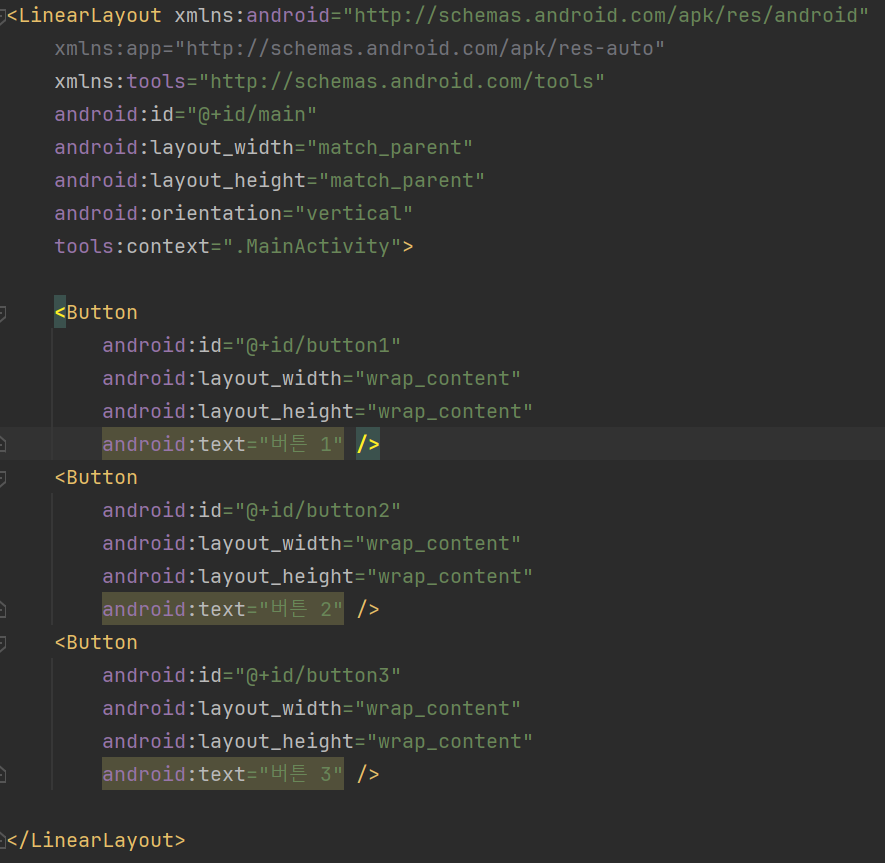 <LinearLayout xmlns:android="http://schemas.android.com/apk/res/android"
    xmlns:app="http://schemas.android.com/apk/res-auto"
    xmlns:tools="http://schemas.android.com/tools"
    android:id="@+id/main"
    android:layout_width="match_parent"
    android:layout_height="match_parent"
    android:orientation="vertical"
    tools:context=".MainActivity">

    <Button
        android:id="@+id/button1"
        android:layout_width="wrap_content"
        android:layout_height="wrap_content"
        android:text="버튼 1" />
    <Button
        android:id="@+id/button2"
        android:layout_width="wrap_content"
        android:layout_height="wrap_content"
        android:text="버튼 2" />
    <Button
        android:id="@+id/button3"
        android:layout_width="wrap_content"
        android:layout_height="wrap_content"
        android:text="버튼 3" />

</LinearLayout>